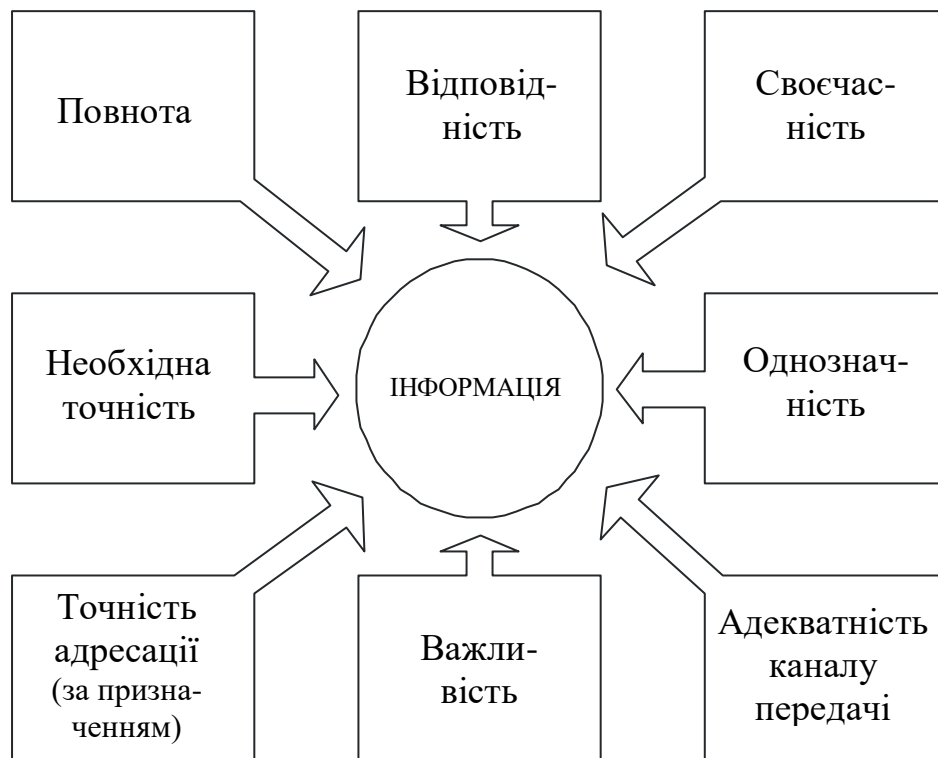 Повнота
Відповід-
ність
Своєчас-
ність
Необхідна
точність
ІНФОРМАЦІЯ
Однознач-
ність
Точність
адресації
(за призна-
ченням)
Важли-
вість
Адекватність
каналу
передачі